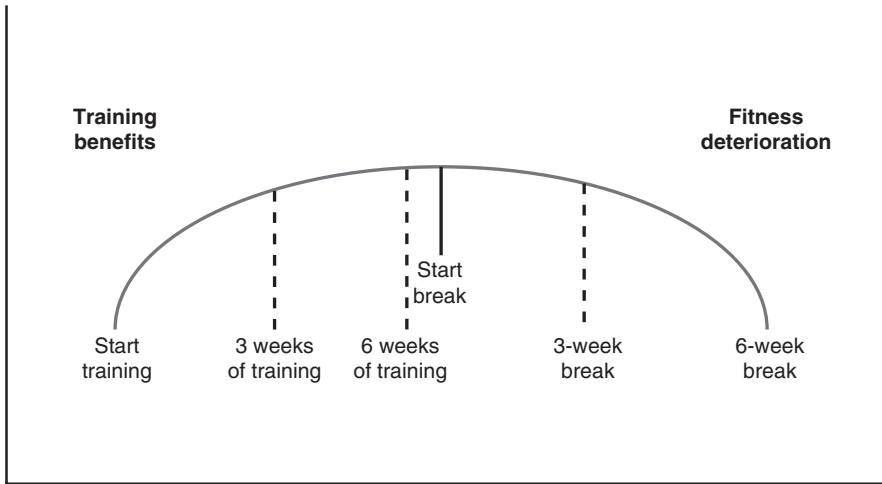 Training
benefits
Fitness
deterioration
Start
break
Start
training
3 weeks
of training
6 weeks
of training
3-week
break
6-week
break